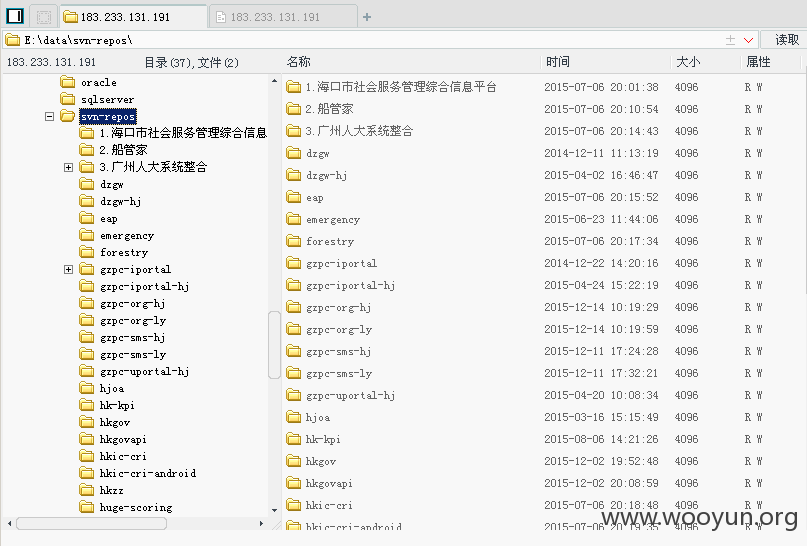 183.233.131.191
183.233.131.191
+
E:\data\svn-repos\
读取
183.233.131.191 目录(37),文件(2)
名称 时间 大小 属性
oracle
sqlserver
svn-repos
1.海口市社会服务管理综合信息
2.船管家
3.广州人大系统整合
dzgw
dzgw-hj
eap
emergency
forestry
gzpc-iportal
gzpc-iportal-hj
gzpc-org-hj
gzpc-org-ly
gzpc-sms-hj
gzpc-sms-ly
gzpc-uportal-hj
hjoa
hk-kpi
hkgov
hkgovapi
hkic-cri
hkic-cri-android
hkzz
huge-scoring
1.海口市社会服务管理综合信息平台 2015-07-06 20:01:38 4096 R W
2.船管家 2015-07-06 20:10:54 4096 R W
3.广州人大系统整合 2015-07-06 20:14:43 4096 R W
dzgw 2014-12-11 11:13:19 4096 R W
dzgw-hj 2015-04-02 16:46:47 4096 R W
eap 2015-07-06 20:15:52 4096 R W
emergency 2015-06-23 11:44:06 4096 R W
forestry 2015-07-06 20:17:34 4096 R W
gzpc-iportal 2014-12-22 14:20:16 4096 R W
gzpc-iportal-hj 2015-04-24 15:22:19 4096 R W
gzpc-org-hj 2015-12-14 10:19:29 4096 R W
gzpc-org-ly 2015-12-14 10:19:59 4096 R W
gzpc-sms-hj 2015-12-11 17:24:28 4096 R W
gzpc-sms-ly 2015-12-11 17:32:21 4096 R W
gzpc-uportal-hj 2015-04-20 10:08:34 4096 R W
hjoa 2015-03-16 15:15:49 4096 R W
hk-kpi 2015-08-06 14:21:26 4096 R W
hkgov 2015-12-02 19:52:48 4096 R W
hkgovapi 2015-12-02 20:08:59 4096 R W
hkic-cri 2015-07-06 20:18:48 4096 R W
hkic-cri-android 2015-07-06 20:19:35 4096 R W
www.wooyun.org